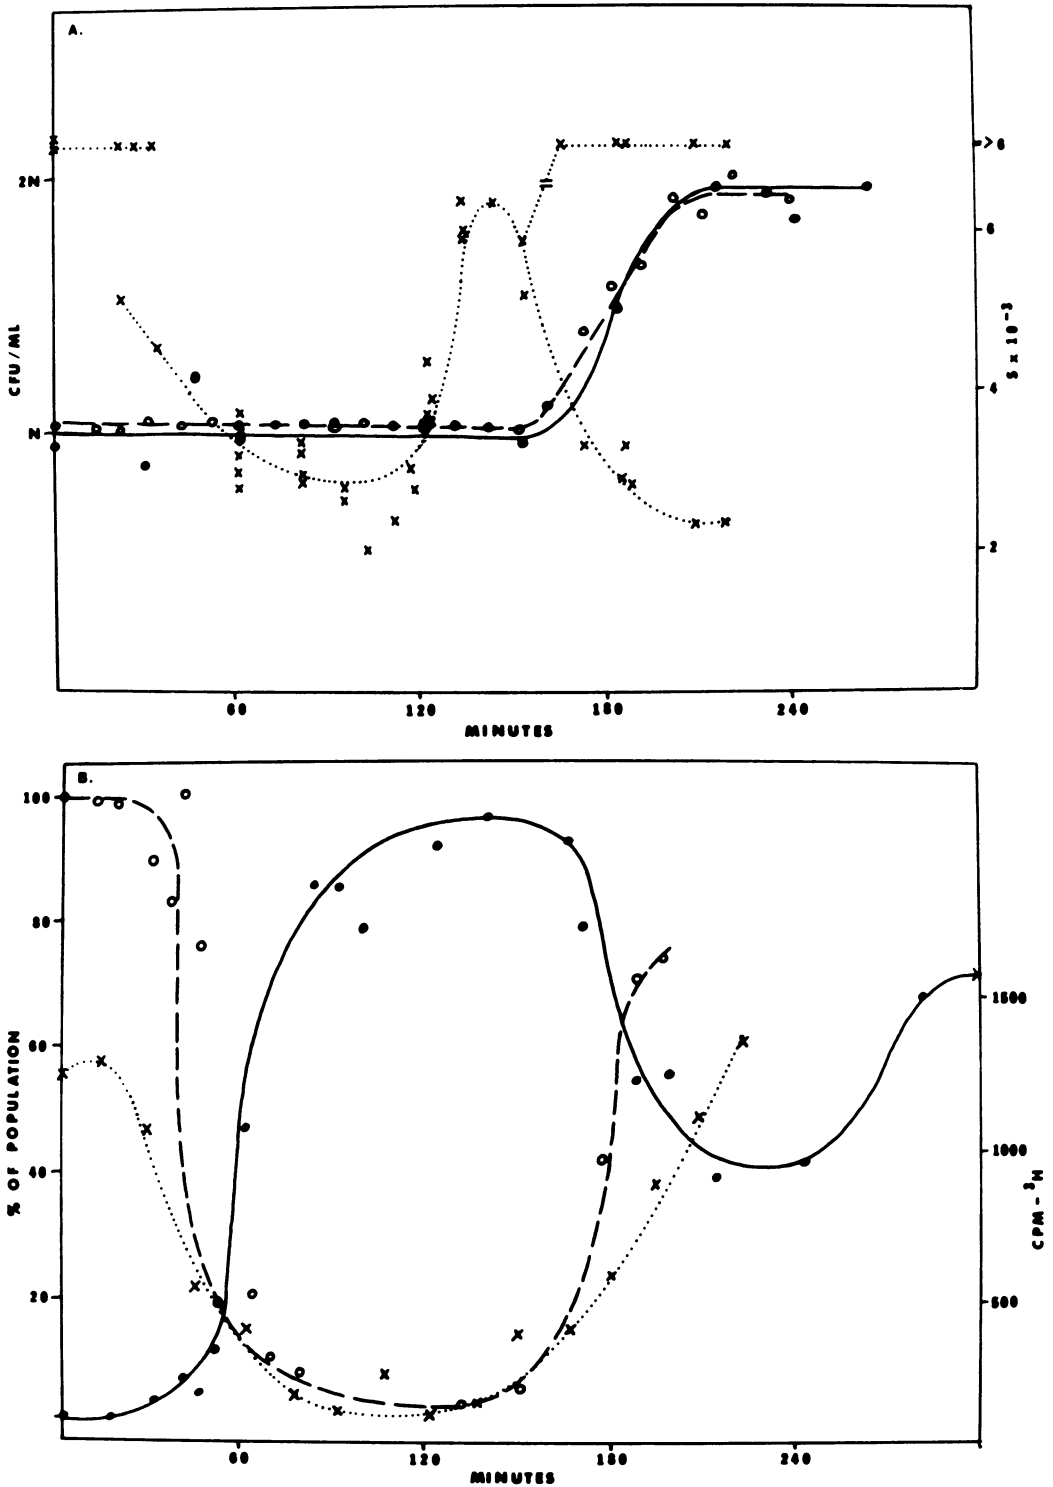 A.
>6
2N
6
CFU/ML
S x 10⁻³
4
N
2
60
120
180
240
MINUTES
B.
100
80
1500
60
% OF POPULATION
40
1000
CPM-³H
20
500
60
120
180
240
MINUTES